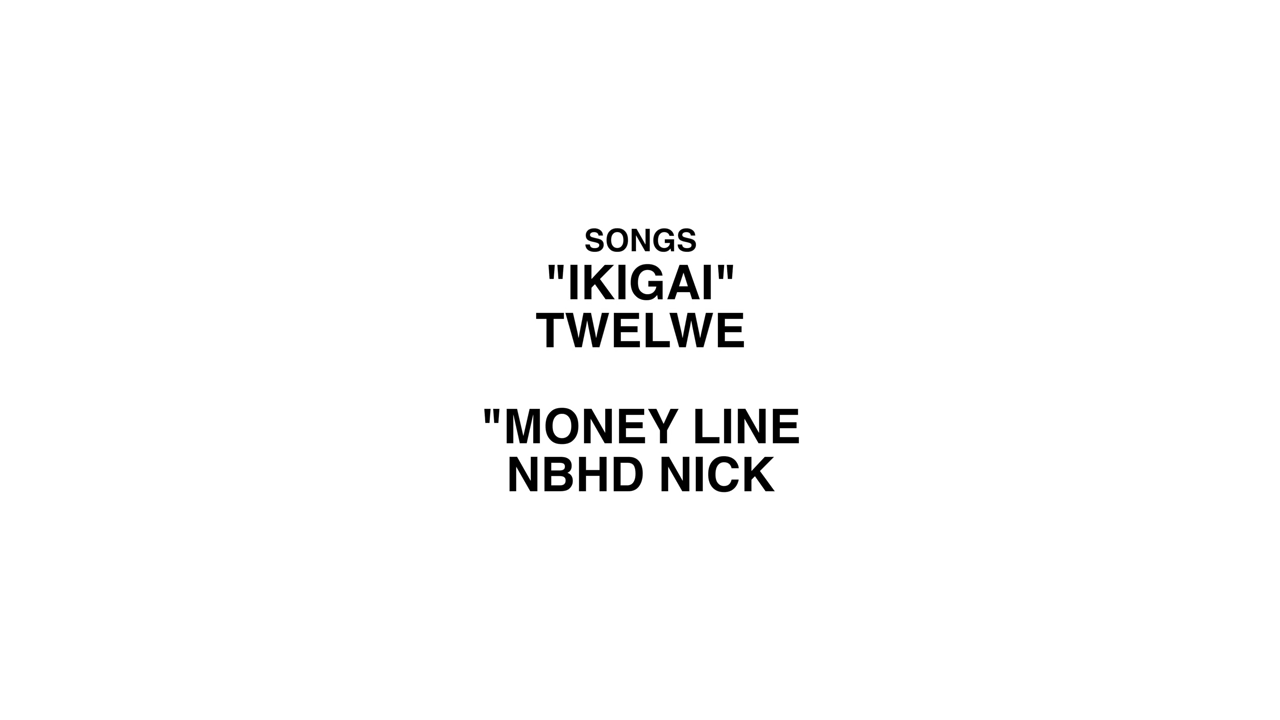 SONGS
"IKIGAI"
TWELWE
"MONEY LINE
NBHD NICK